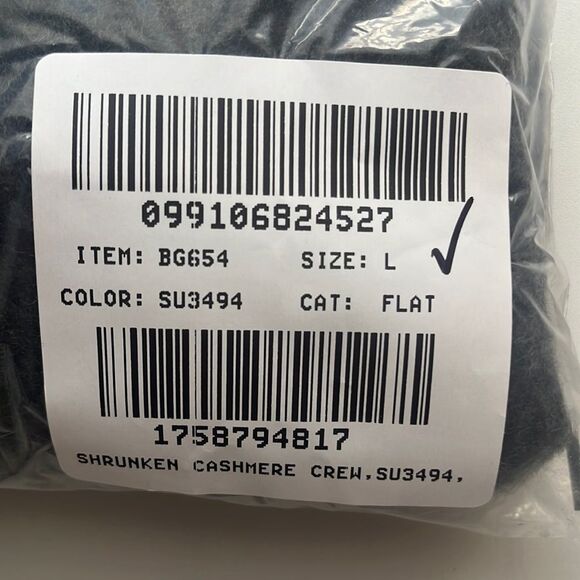 099106824527
ITEM: BG654 SIZE: L
COLOR: SU3494 CAT: FLAT
1758794817
SHRUNKEN CASHMERE CREW,SU3494,